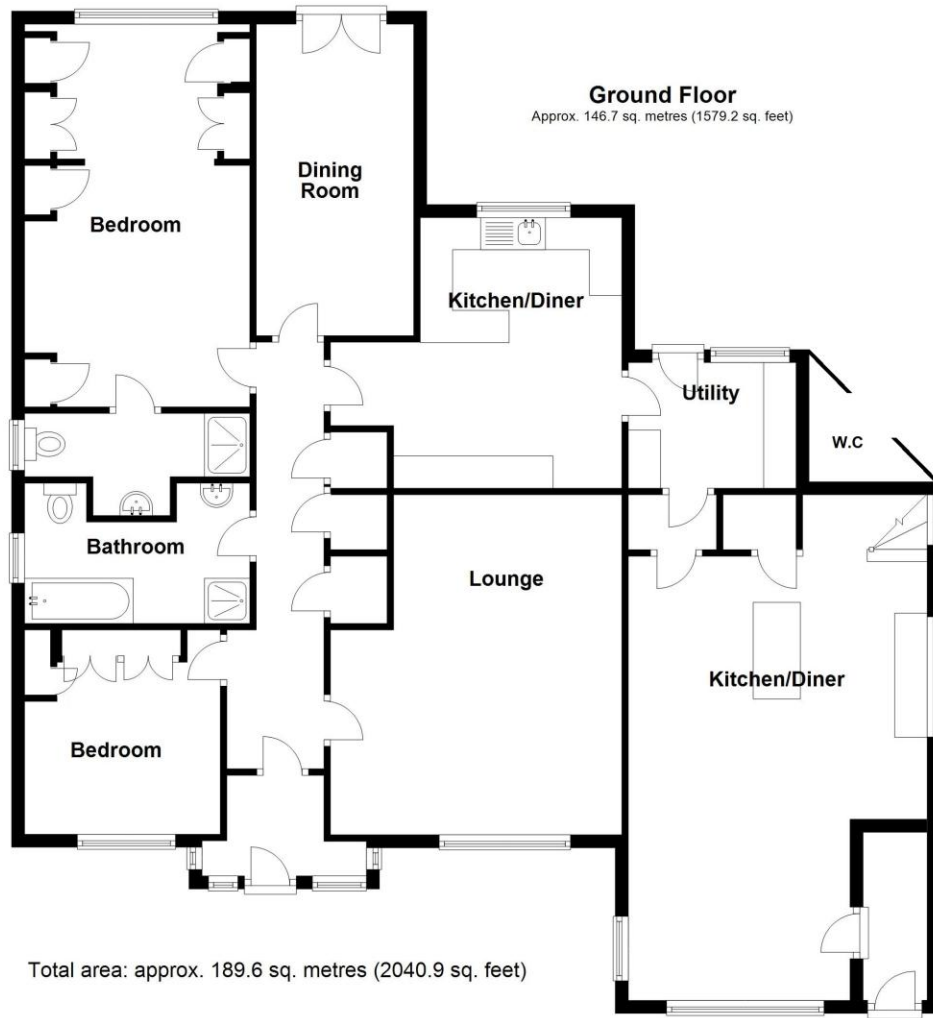 Ground Floor
Approx. 146.7 sq. metres (1579.2 sq. feet)
Dining
Room
Bedroom
Kitchen/Diner
Utility
W.C
Bathroom
Lounge
Kitchen/Diner
Bedroom
Total area: approx. 189.6 sq. metres (2040.9 sq. feet)